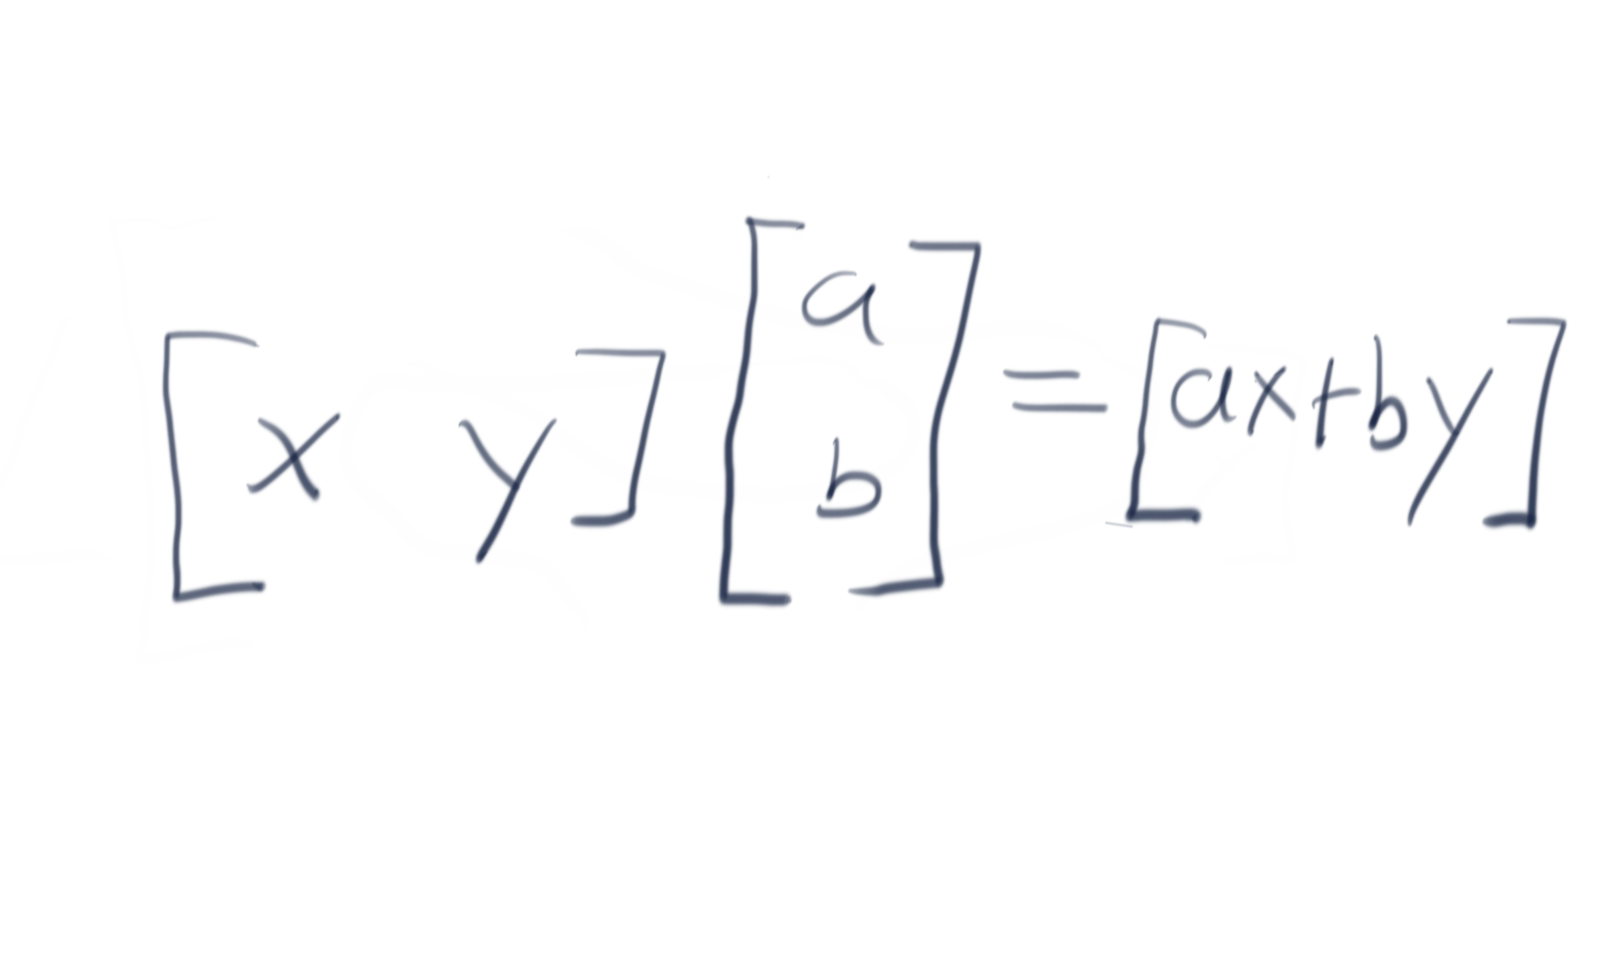 [x y] [a b] = [ax+by]